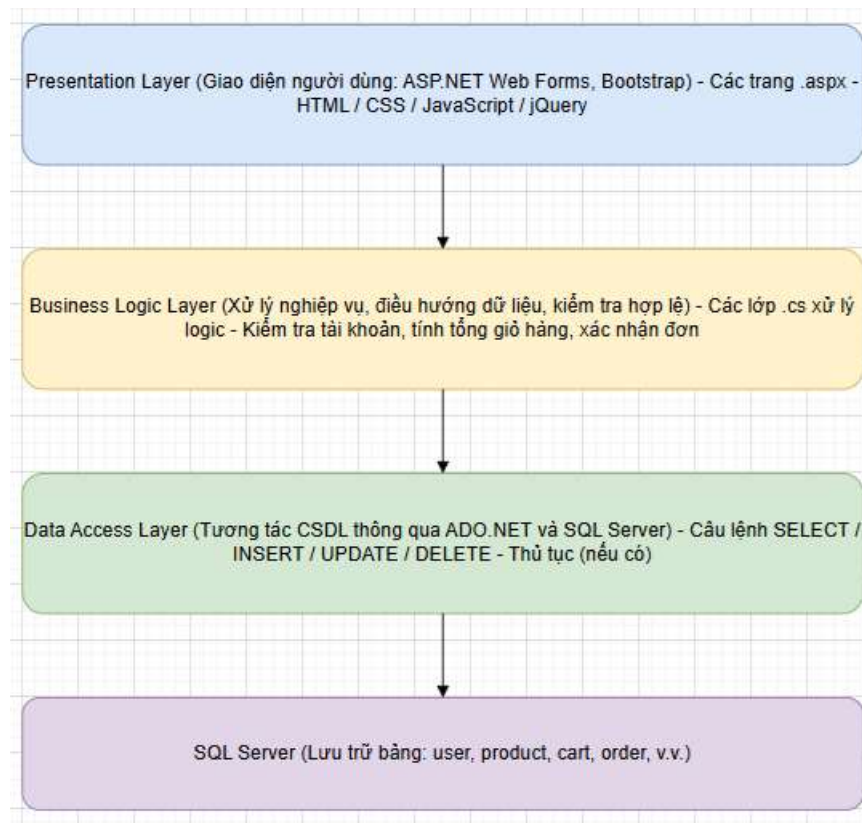 Presentation Layer (Giao diện người dùng: ASP.NET Web Forms, Bootstrap) - Các trang .aspx -
HTML / CSS / JavaScript / jQuery
Business Logic Layer (Xử lý nghiệp vụ, điều hướng dữ liệu, kiểm tra hợp lệ) - Các lớp .cs xử lý
logic - Kiểm tra tài khoản, tính tổng giỏ hàng, xác nhận đơn
Data Access Layer (Tương tác CSDL thông qua ADO.NET và SQL Server) - Câu lệnh SELECT /
INSERT / UPDATE / DELETE - Thủ tục (nếu có)
SQL Server (Lưu trữ bảng: user, product, cart, order, v.v.)